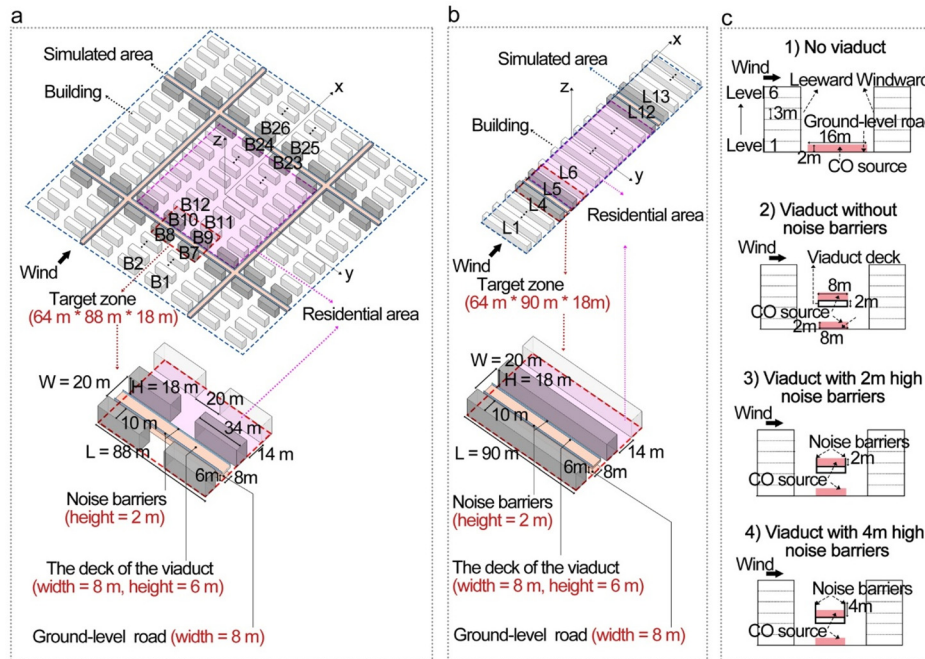 a
Simulated area
Building
x
z
B26
B24
B25
B23
B12
B10
B11
B8
B9
B7
B2
B1
y
Wind
Target zone
(64 m * 88 m * 18 m)
Residential area
W = 20 m
H = 18 m
20 m
10 m
34 m
14 m
L = 88 m
6m
8m
Noise barriers
(height = 2 m)
The deck of the viaduct
(width = 8 m, height = 6 m)
Ground-level road (width = 8 m)
b
x
Simulated area
z
L13
L12
Building
y
L6
L5
L4
L1
Residential area
Wind
Target zone
(64 m * 90 m * 18m)
W = 20 m
H = 18 m
10 m
14 m
L = 90 m
6m
8m
Noise barriers
(height = 2 m)
The deck of the viaduct
(width = 8 m, height = 6 m)
Ground-level road (width = 8 m)
c
1) No viaduct
Wind
Leeward Windward
Level 6
3m
Ground-level road
16m
Level 1
2m
CO source
2) Viaduct without
noise barriers
Wind
Viaduct deck
8m
2m
CO source
2m
8m
3) Viaduct with 2m high
noise barriers
Wind
Noise barriers
2m
CO source
4) Viaduct with 4m high
noise barriers
Wind
Noise barriers
4m
CO source